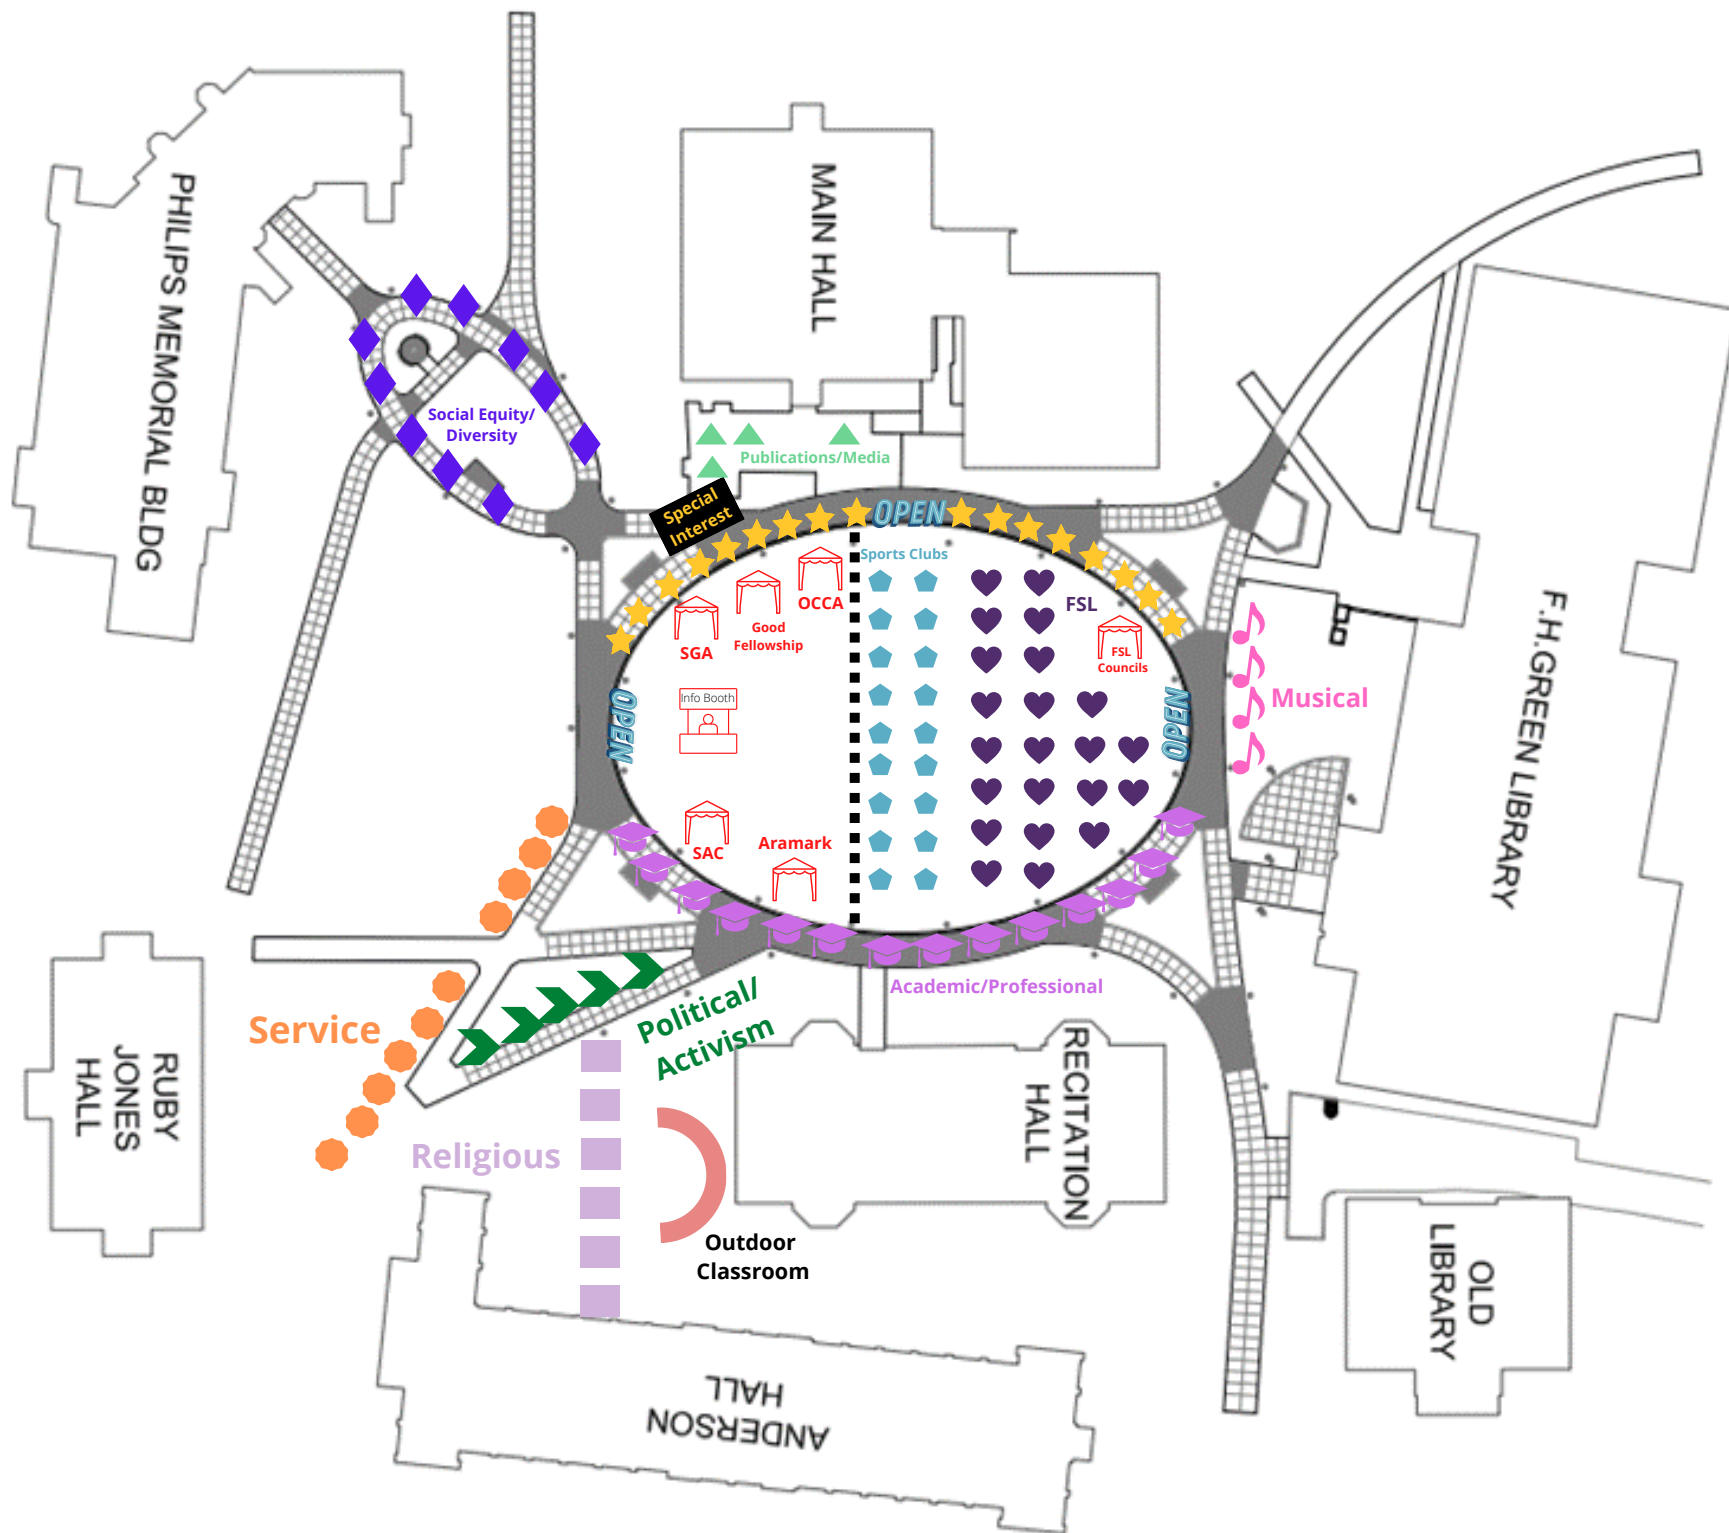 PHILIPS MEMORIAL BLDG
MAIN HALL
Social Equity/
Diversity
Publications/Media
Special
Interest
OPEN
Sports Clubs
OCCA
Good
Fellowship
SGA
FSL
FSL
Councils
Info Booth
OPEN
OPEN
Musical
F.H.GREEN LIBRARY
SAC
Aramark
Academic/Professional
Political/
Activism
Service
RUBY
JONES
HALL
Religious
RECITATION
HALL
Outdoor
Classroom
OLD
LIBRARY
ANDERSON
HALL